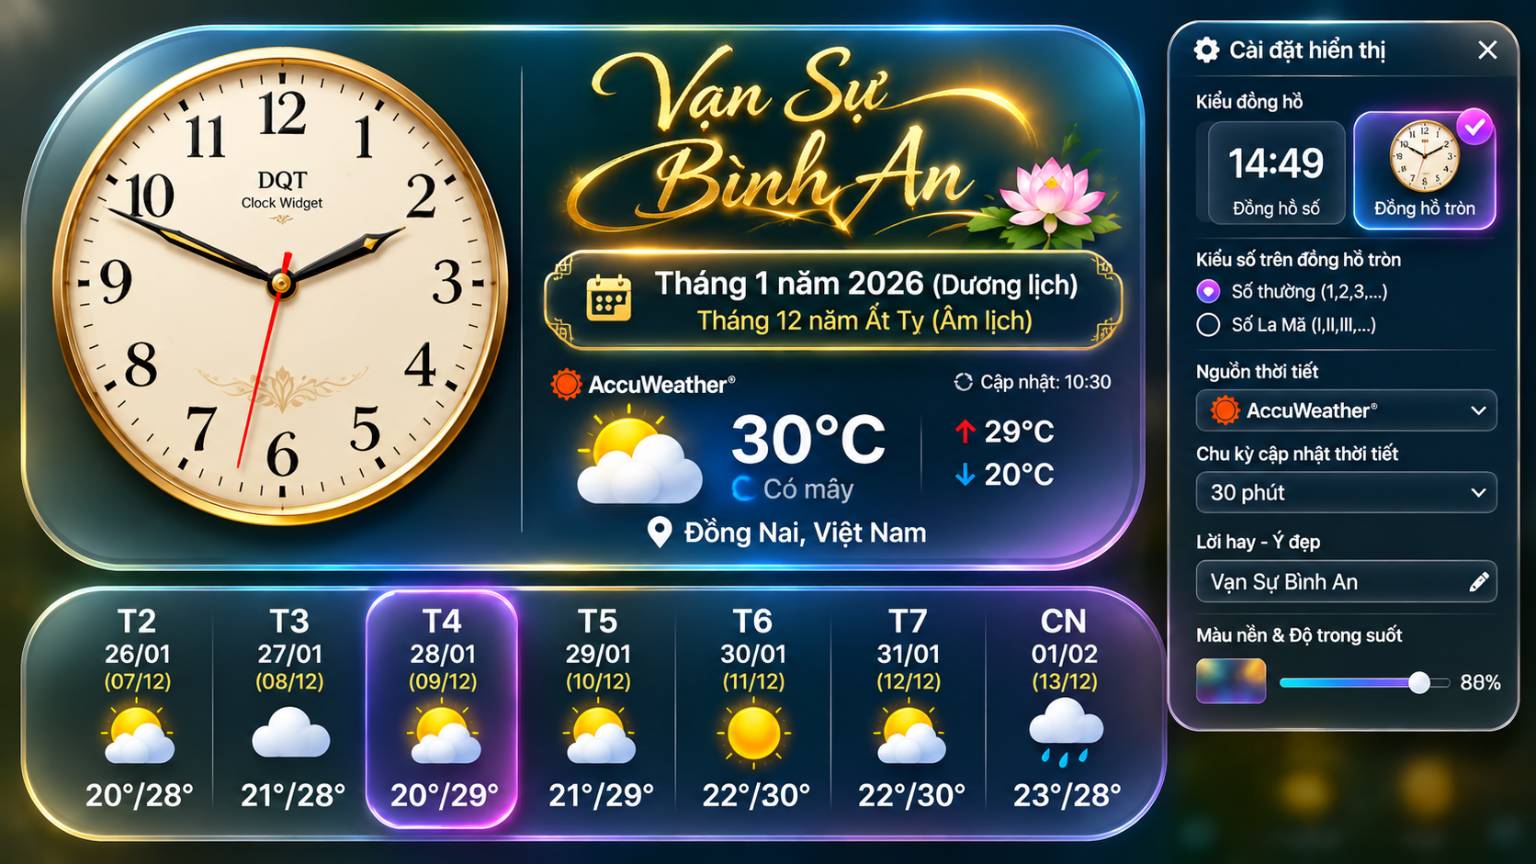 12
11
1
10
2
9
3
8
4
7
5
6
DQT
Clock Widget
Vạn Sự
Bình An
Tháng 1 năm 2026 (Dương lịch)
Tháng 12 năm Ất Tỵ (Âm lịch)
AccuWeather®
Cập nhật: 10:30
30°C
Có mây
29°C
20°C
Đồng Nai, Việt Nam
T2 T3 T4 T5 T6 T7 CN
26/01 27/01 28/01 29/01 30/01 31/01 01/02
(07/12) (08/12) (09/12) (10/12) (11/12) (12/12) (13/12)
20°/28° 21°/28° 20°/29° 21°/29° 22°/30° 22°/30° 23°/28°
Cài đặt hiển thị
Kiểu đồng hồ
14:49
Đồng hồ số
Đồng hồ tròn
Kiểu số trên đồng hồ tròn
Số thường (1,2,3,...)
Số La Mã (I,II,III,...)
Nguồn thời tiết
AccuWeather®
Chu kỳ cập nhật thời tiết
30 phút
Lời hay - Ý đẹp
Vạn Sự Bình An
Màu nền & Độ trong suốt